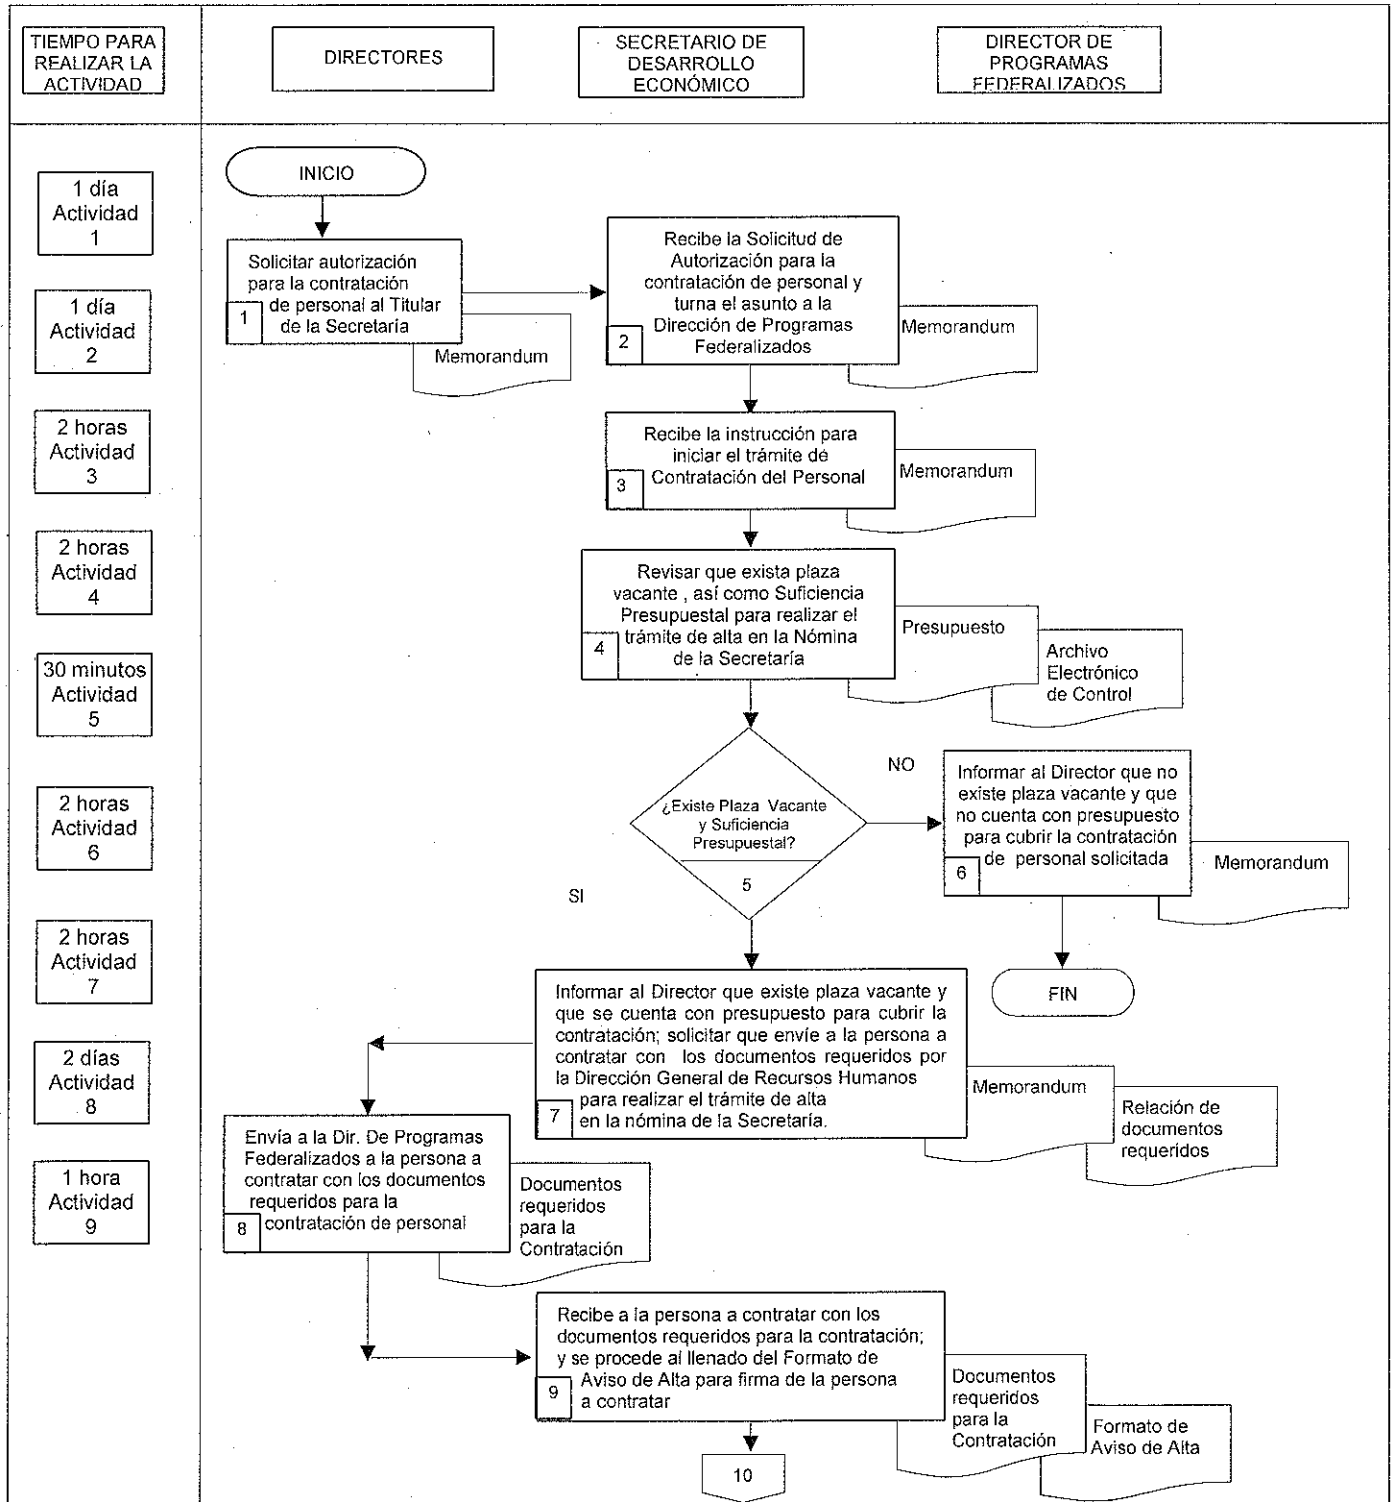 TIEMPO PARA
REALIZAR LA
ACTIVIDAD
DIRECTORES
SECRETARIO DE
DESARROLLO
ECONÓMICO
DIRECTOR DE
PROGRAMAS
FEDERALIZADOS
1 día
Actividad
1
1 día
Actividad
2
2 horas
Actividad
3
2 horas
Actividad
4
30 minutos
Actividad
5
2 horas
Actividad
6
2 horas
Actividad
7
2 días
Actividad
8
1 hora
Actividad
9
INICIO
Solicitar autorización
para la contratación
de personal al Titular
de la Secretaría
1
Memorandum
Recibe la Solicitud de
Autorización para la
contratación de personal y
turna el asunto a la
Dirección de Programas
Federalizados
2
Memorandum
Recibe la instrucción para
iniciar el trámite de
Contratación del Personal
3
Memorandum
Revisar que exista plaza
vacante , así como Suficiencia
Presupuestal para realizar el
trámite de alta en la Nómina
de la Secretaría
4
Presupuesto
Archivo
Electrónico
de Control
¿Existe Plaza Vacante
y Suficiencia
Presupuestal?
5
NO
Informar al Director que no
existe plaza vacante y que
no cuenta con presupuesto
para cubrir la contratación
de personal solicitada
6
Memorandum
FIN
SI
Informar al Director que existe plaza vacante y
que se cuenta con presupuesto para cubrir la
contratación; solicitar que envíe a la persona a
contratar con los documentos requeridos por
la Dirección General de Recursos Humanos
para realizar el trámite de alta
en la nómina de la Secretaría.
7
Memorandum
Relación de
documentos
requeridos
Envía a la Dir. De Programas
Federalizados a la persona a
contratar con los documentos
requeridos para la
contratación de personal
8
Documentos
requeridos
para la
Contratación
Recibe a la persona a contratar con los
documentos requeridos para la contratación;
y se procede al llenado del Formato de
Aviso de Alta para firma de la persona
a contratar
9
Documentos
requeridos
para la
Contratación
Formato de
Aviso de Alta
10